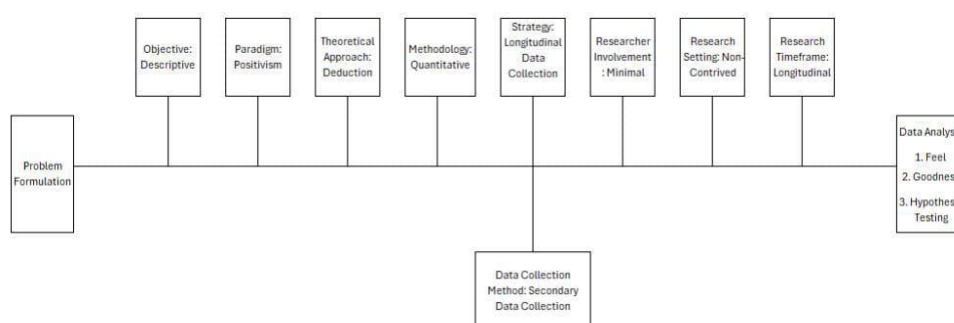 Objective:
Descriptive
Paradigm:
Positivism
Theoretical
Approach:
Deduction
Methodology:
Quantitative
Strategy:
Longitudinal
Data
Collection
Researcher
Involvement
: Minimal
Research
Setting: Non-
Contrived
Research
Timeframe:
Longitudinal
Problem
Formulation
Data Analys
1. Feel
2. Goodnes
3. Hypothes
Testing
Data Collection
Method: Secondary
Data Collection